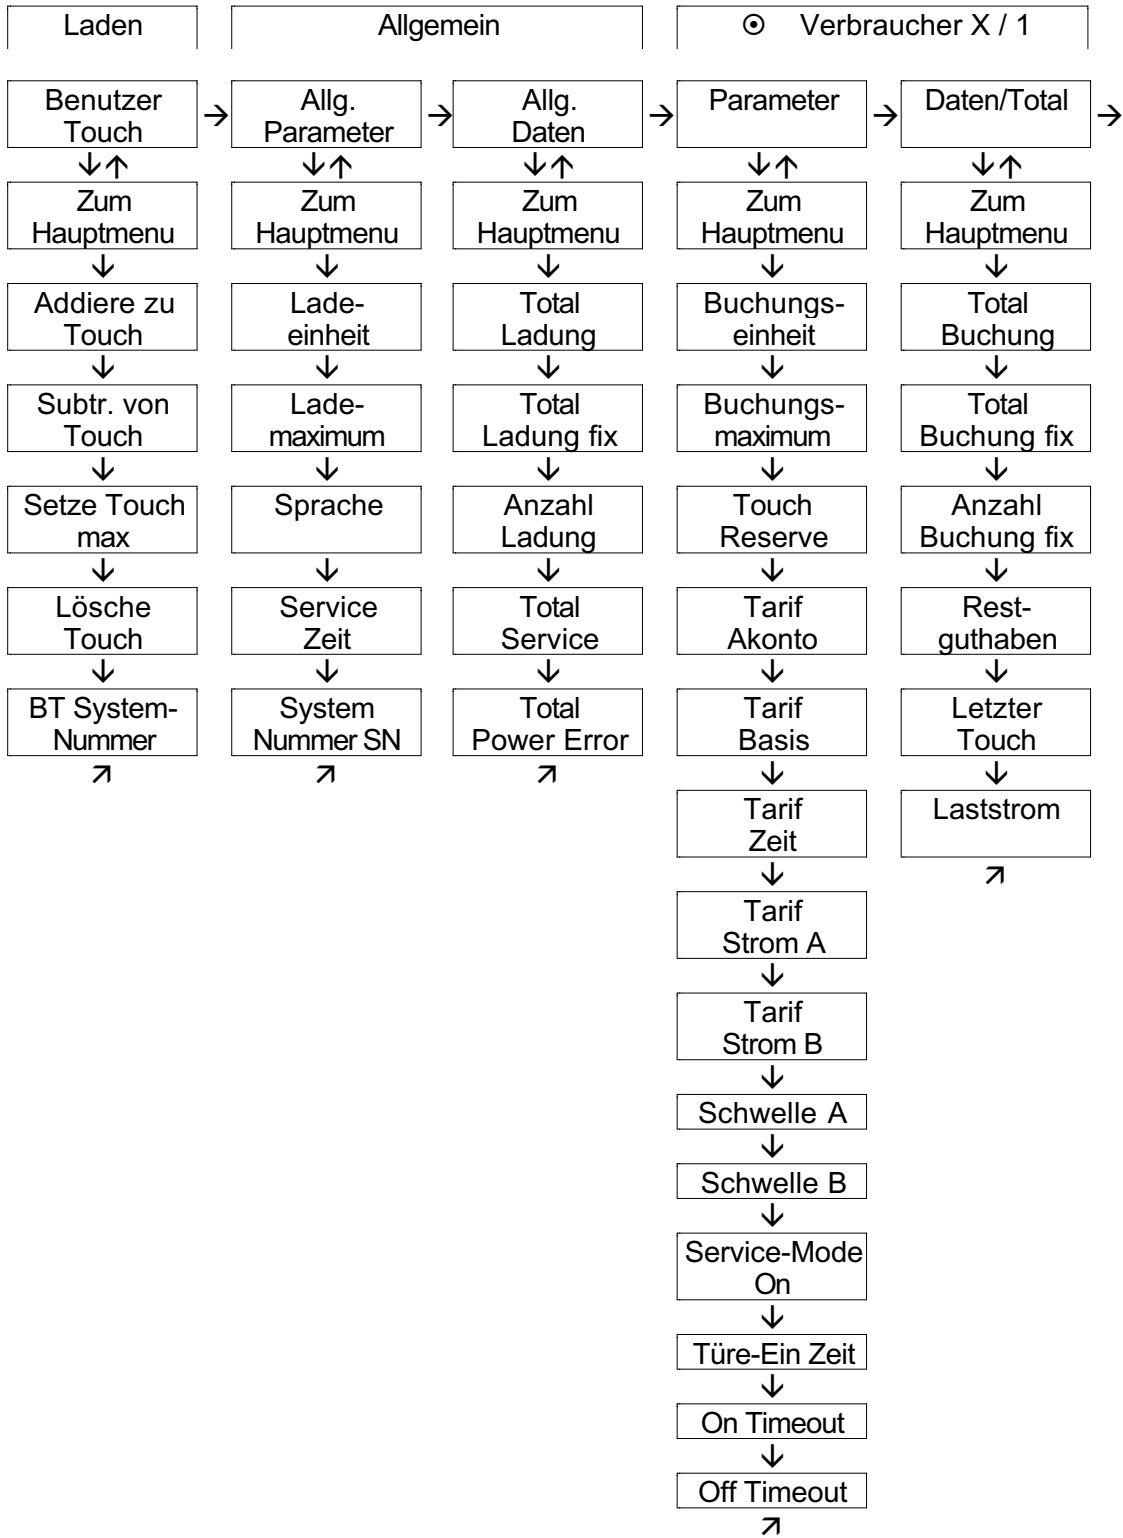 Laden
Allgemein
☉ Verbraucher X / 1
Benutzer
Touch
→
Allg.
Parameter
→
Allg.
Daten
→
Parameter
→
Daten/Total
→
↓↑
↓↑
↓↑
↓↑
↓↑
Zum
Hauptmenu
Zum
Hauptmenu
Zum
Hauptmenu
Zum
Hauptmenu
Zum
Hauptmenu
↓
↓
↓
↓
↓
Addiere zu
Touch
Lade-
einheit
Total
Ladung
Buchungs-
einheit
Total
Buchung
↓
↓
↓
↓
↓
Subtr. von
Touch
Lade-
maximum
Total
Ladung fix
Buchungs-
maximum
Total
Buchung fix
↓
↓
↓
↓
↓
Setze Touch
max
Sprache
Anzahl
Ladung
Touch
Reserve
Anzahl
Buchung fix
↓
↓
↓
↓
↓
Lösche
Touch
Service
Zeit
Total
Service
Tarif
Akonto
Rest-
guthaben
↓
↓
↓
↓
↓
BT System-
Nummer
System
Nummer SN
Total
Power Error
Tarif
Basis
Letzter
Touch
↗
↗
↗
↓
↓
Tarif
Zeit
Laststrom
↓
↗
Tarif
Strom A
↓
Tarif
Strom B
↓
Schwelle A
↓
Schwelle B
↓
Service-Mode
On
↓
Türe-Ein Zeit
↓
On Timeout
↓
Off Timeout
↗